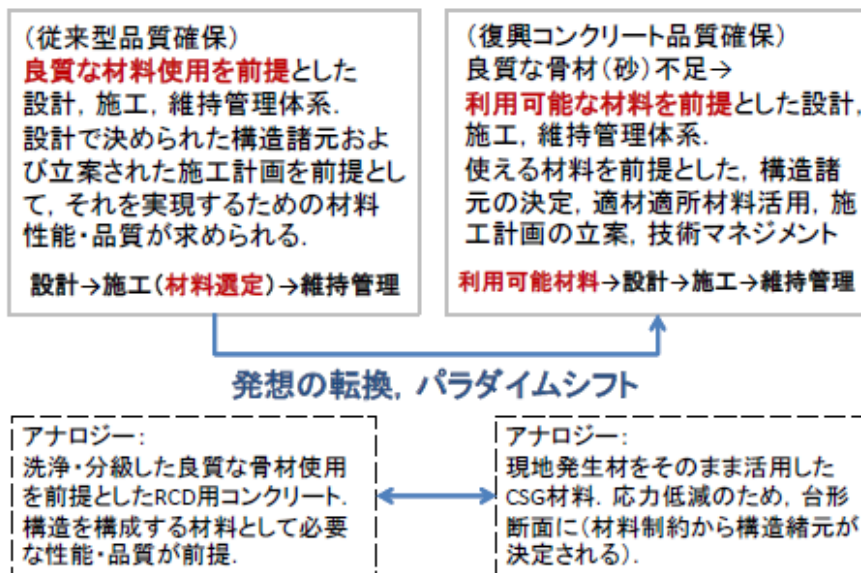 (従来型品質確保)
良質な材料使用を前提とした
設計, 施工, 維持管理体系.
設計で決められた構造諸元およ
び立案された施工計画を前提とし
て, それを実現するための材料
性能・品質が求められる.
設計→施工(材料選定)→維持管理
(復興コンクリート品質確保)
良質な骨材(砂)不足→
利用可能な材料を前提とした設計,
施工, 維持管理体系.
使える材料を前提とした, 構造諸
元の決定, 適材適所材料活用, 施
工計画の立案, 技術マネジメント
利用可能材料→設計→施工→維持管理
発想の転換, パラダイムシフト
アナロジー:
洗浄・分級した良質な骨材使用
を前提としたRCD用コンクリート.
構造を構成する材料として必要
な性能・品質が前提.
アナロジー:
現地発生材をそのまま活用した
CSG材料. 応力低減のため, 台形
断面に(材料制約から構造緒元が
決定される).